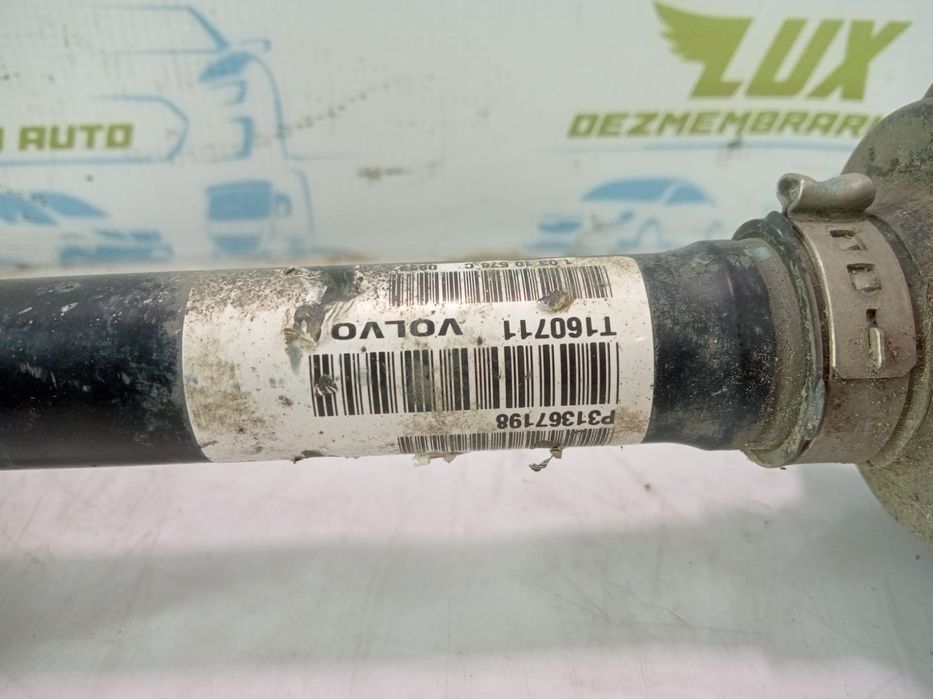 LUX
DEZMEMBRARI
AUTO
P31367198
T160711
VOLVO